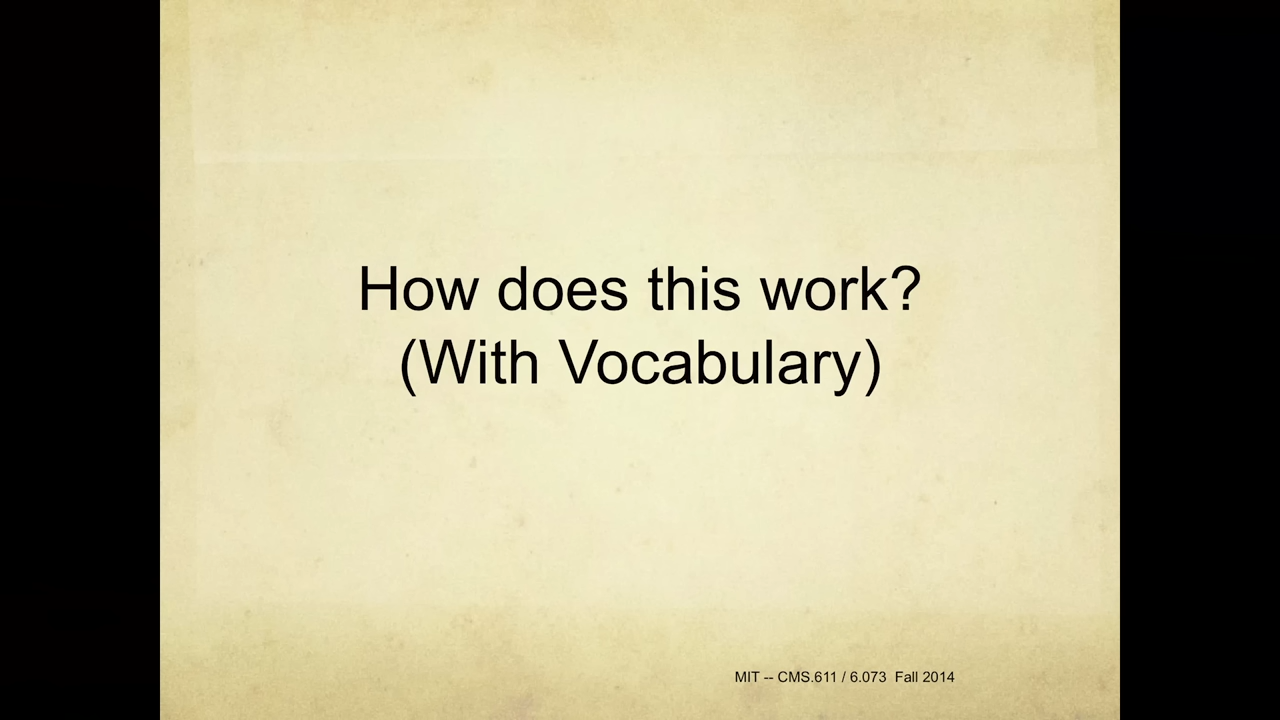 How does this work?
(With Vocabulary)
MIT -- CMS.611 / 6.073 Fall 2014